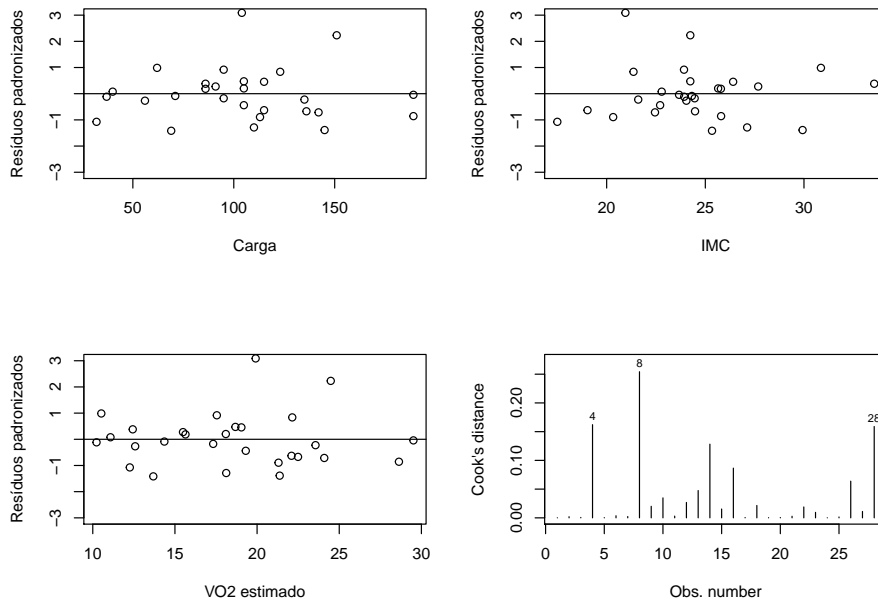 Resíduos padronizados
−3 −1 1 2 3
50 100 150
Carga
Resíduos padronizados
−3 −1 1 2 3
20 25 30
IMC
Resíduos padronizados
−3 −1 1 2 3
10 15 20 25 30
VO2 estimado
Cook's distance
0.00 0.10 0.20
4
8
28
0 5 10 15 20 25
Obs. number